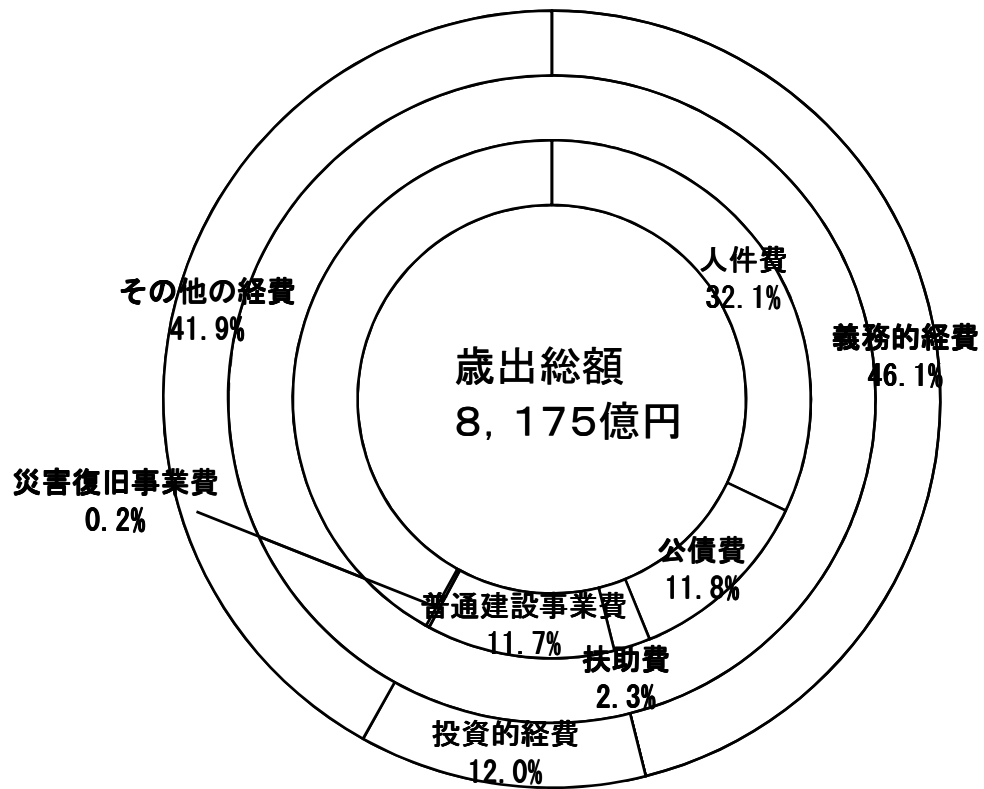 人件費
32.1%
その他の経費
41.9%
義務的経費
46.1%
歳出総額
8,175億円
災害復旧事業費
0.2%
公債費
11.8%
普通建設事業費
11.7%
扶助費
2.3%
投資的経費
12.0%